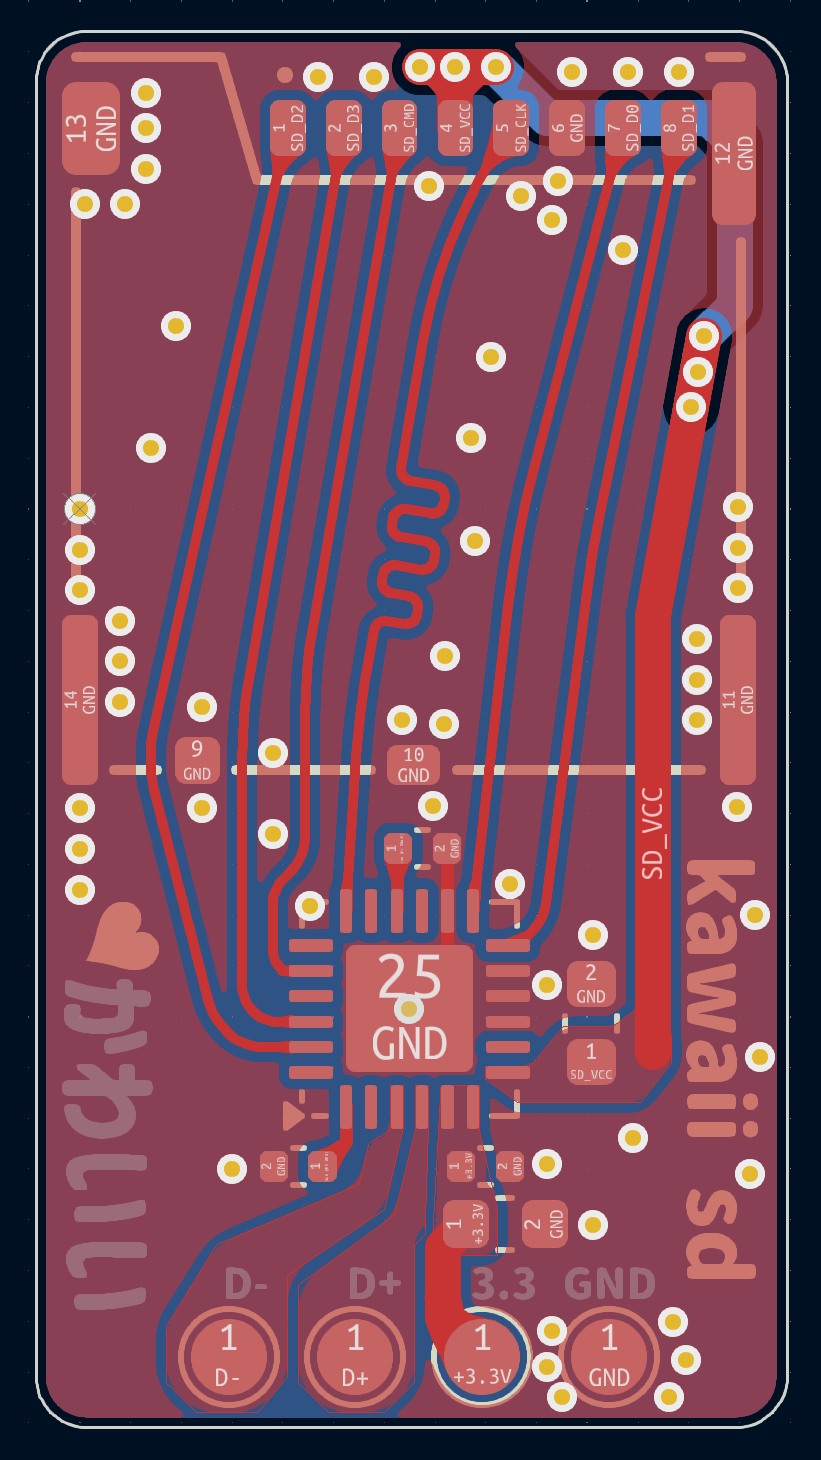 13
GND
1
SD_D2
2
SD_D3
3
SD_CMD
4
SD_VCC
5
SD_CLK
6
GND
7
SD_D0
8
SD_D1
12
GND
14
GND
9
GND
10
GND
11
GND
SD_VCC
1
2
GND
25
GND
2
GND
1
SD_VCC
kawaii sd
♥かわいい
2
GND
1
1
+3.3V
2
GND
1
+3.3V
2
GND
D-
D+
3.3
GND
1
D-
1
D+
1
+3.3V
1
GND